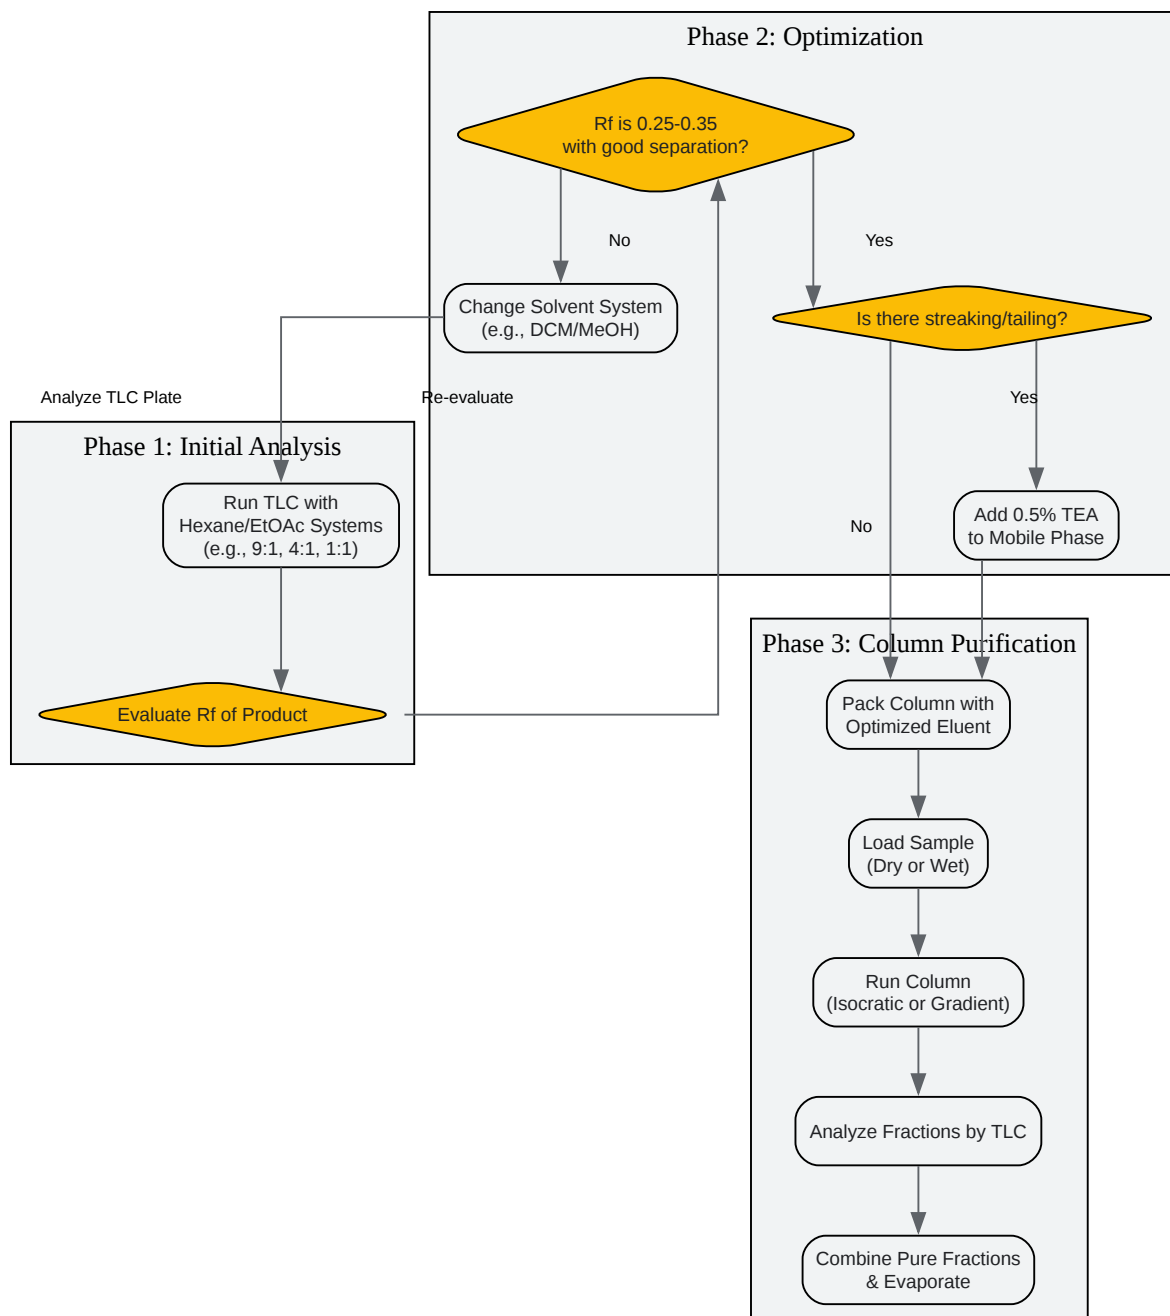 Phase 2: Optimization
Rf is 0.25-0.35
with good separation?
No
Yes
Change Solvent System
(e.g., DCM/MeOH)
Is there streaking/tailing?
Analyze TLC Plate
Re-evaluate
Yes
Phase 1: Initial Analysis
Run TLC with
Hexane/EtOAc Systems
(e.g., 9:1, 4:1, 1:1)
No
Add 0.5% TEA
to Mobile Phase
Evaluate Rf of Product
Phase 3: Column Purification
Pack Column with
Optimized Eluent
Load Sample
(Dry or Wet)
Run Column
(Isocratic or Gradient)
Analyze Fractions by TLC
Combine Pure Fractions
& Evaporate